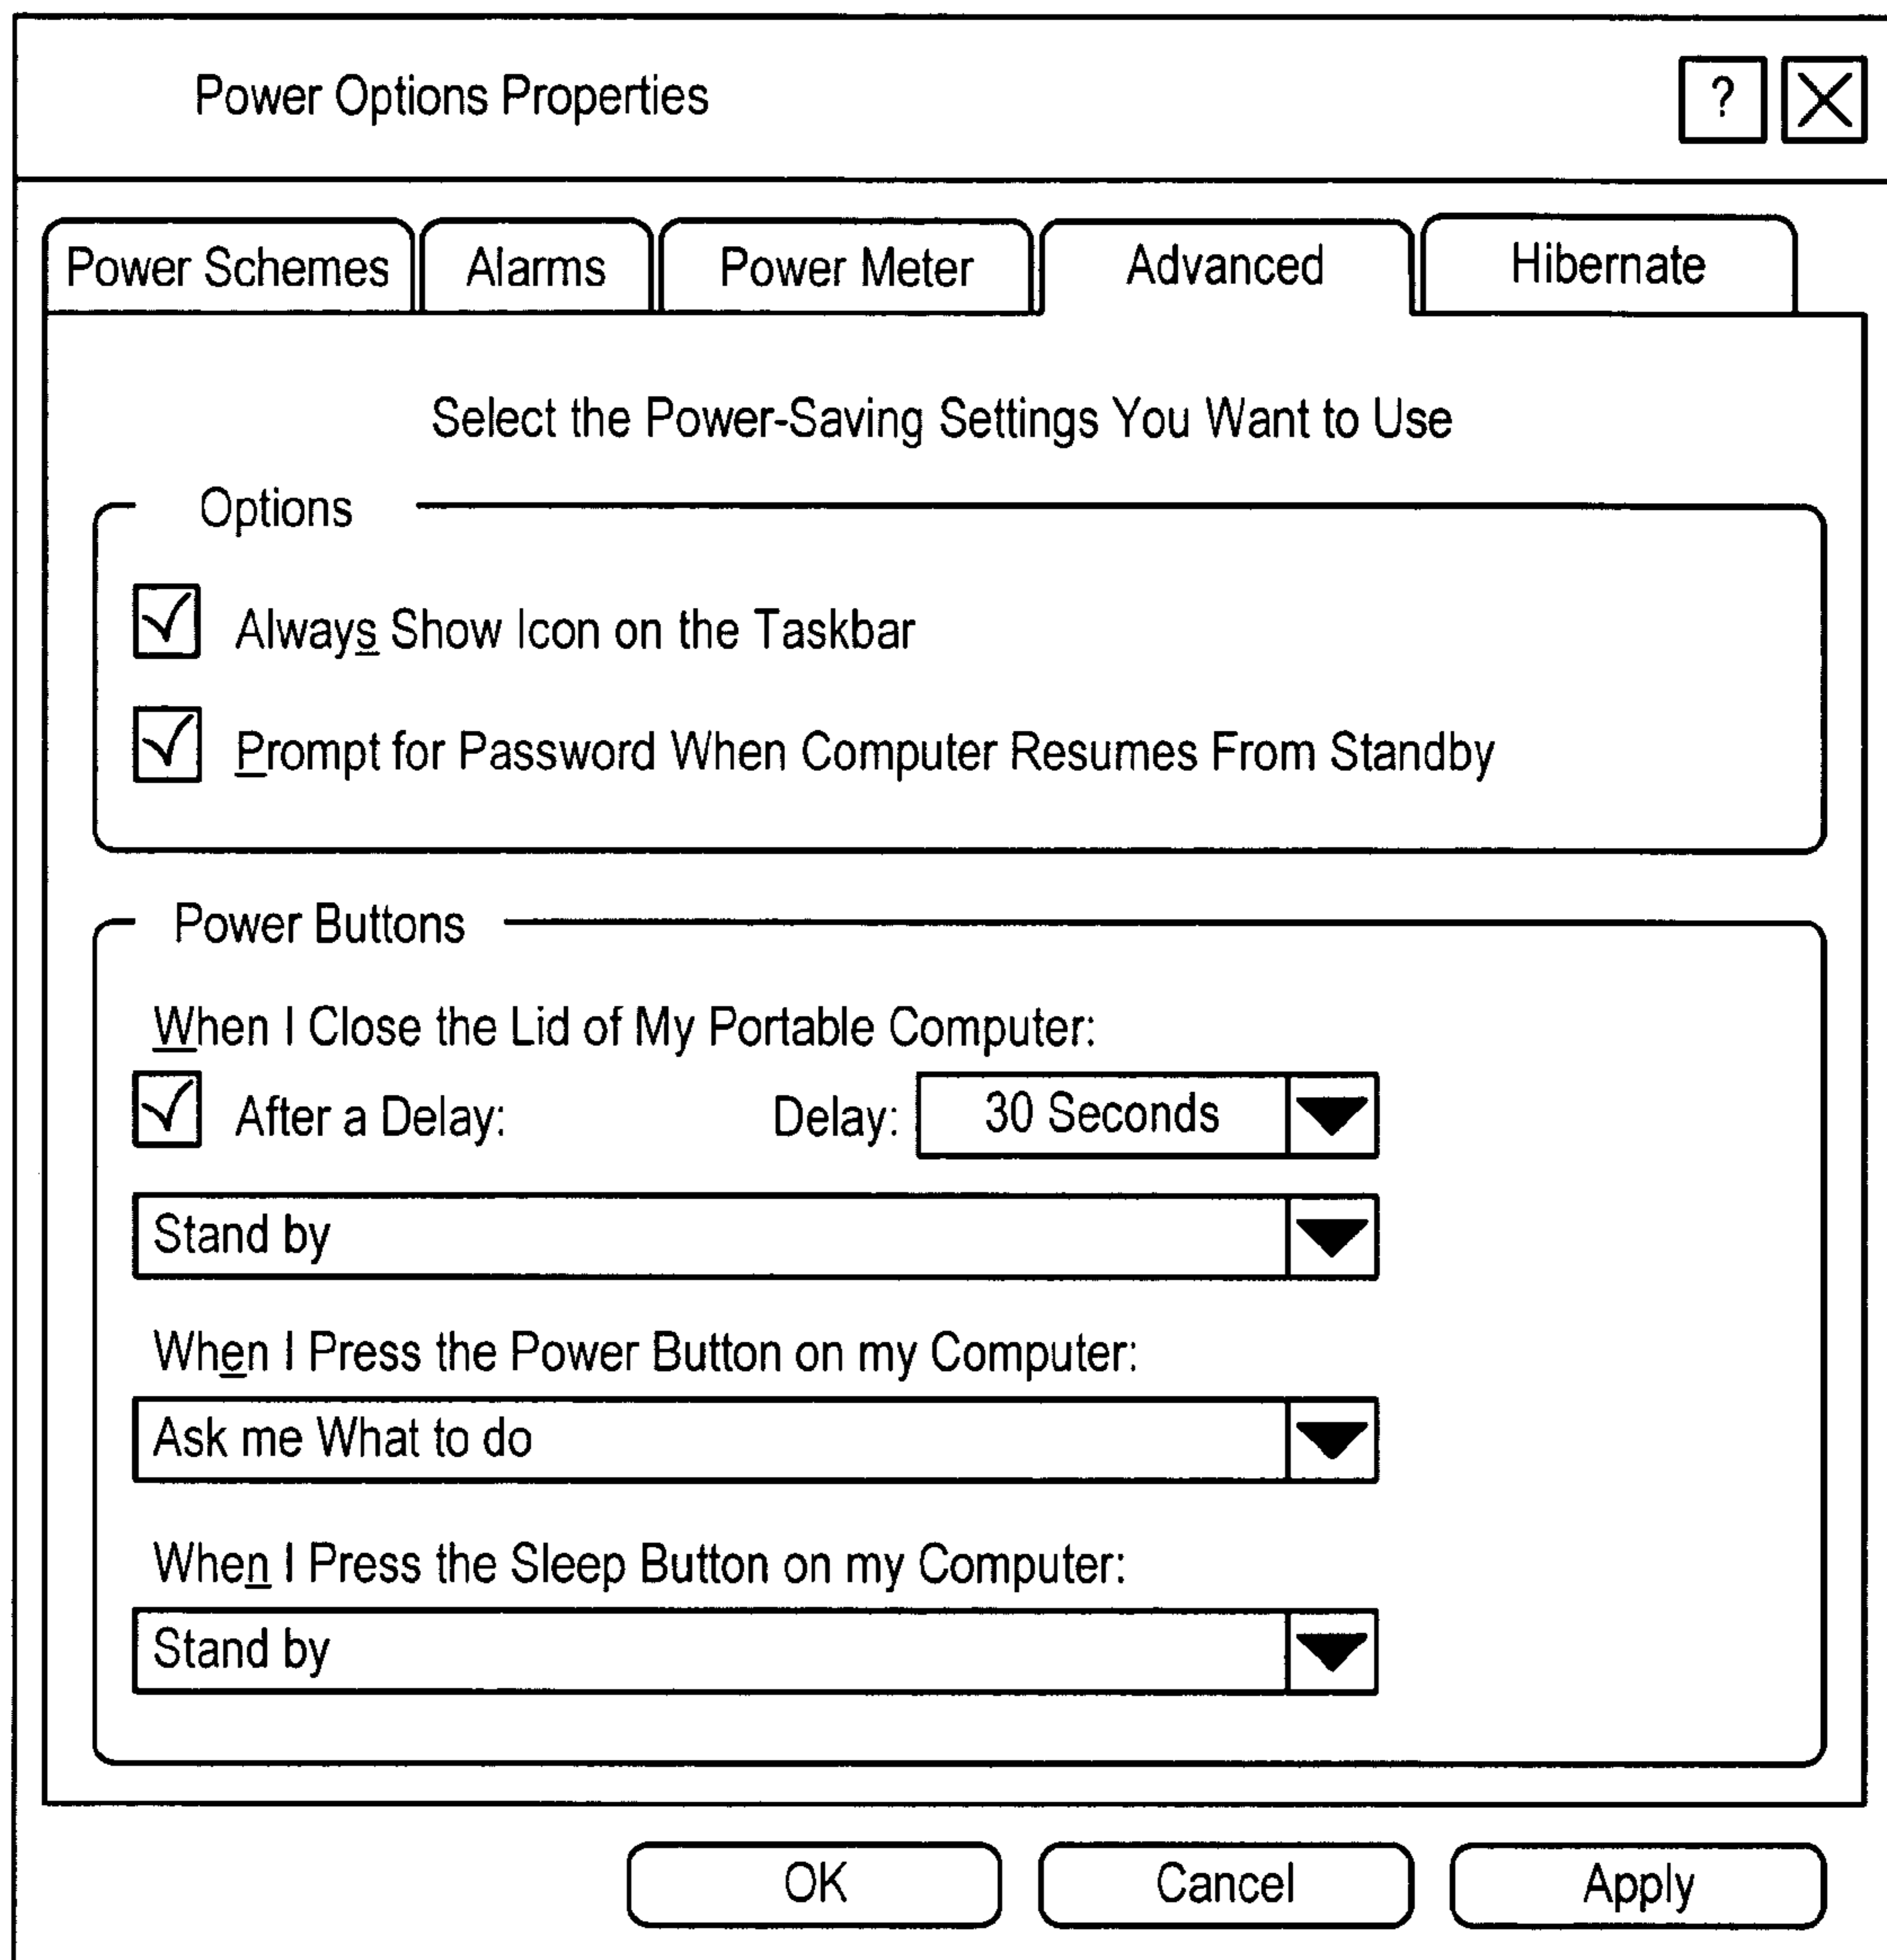 Power Options Properties ?
Power Schemes Alarms Power Meter Advanced Hibernate
Select the Power-Saving Settings You Want to Use
Options
Always Show Icon on the Taskbar
Prompt for Password When Computer Resumes From Standby
Power Buttons
When I Close the Lid of My Portable Computer:
After a Delay: Delay: 30 Seconds
Stand by
When I Press the Power Button on my Computer:
Ask me What to do
When I Press the Sleep Button on my Computer:
Stand by
OK Cancel Apply